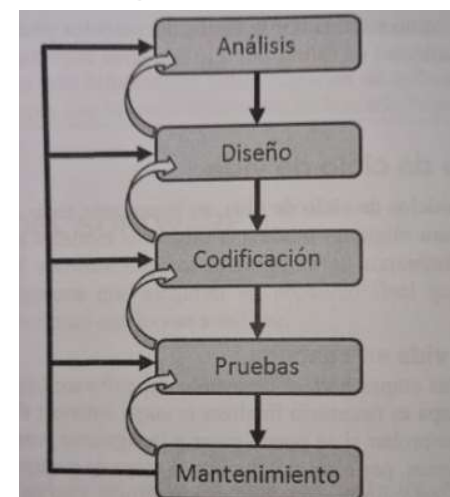 Análisis
Diseño
Codificación
Pruebas
Mantenimiento